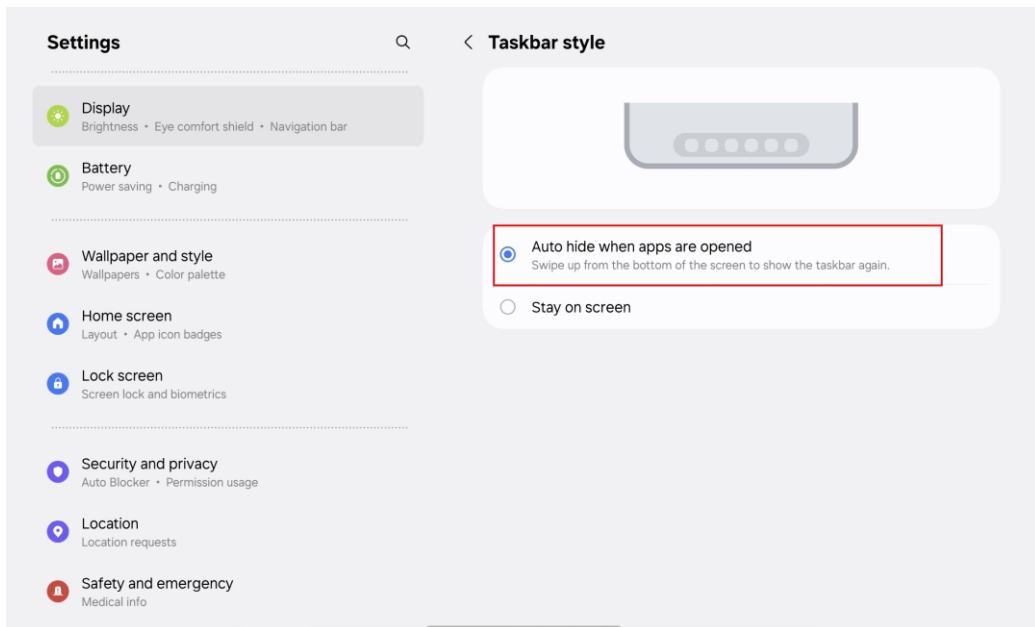 Settings
Display
Brightness • Eye comfort shield • Navigation bar
Battery
Power saving • Charging
Wallpaper and style
Wallpapers • Color palette
Home screen
Layout • App icon badges
Lock screen
Screen lock and biometrics
Security and privacy
Auto Blocker • Permission usage
Location
Location requests
Safety and emergency
Medical info
Taskbar style
Auto hide when apps are opened
Swipe up from the bottom of the screen to show the taskbar again.
Stay on screen